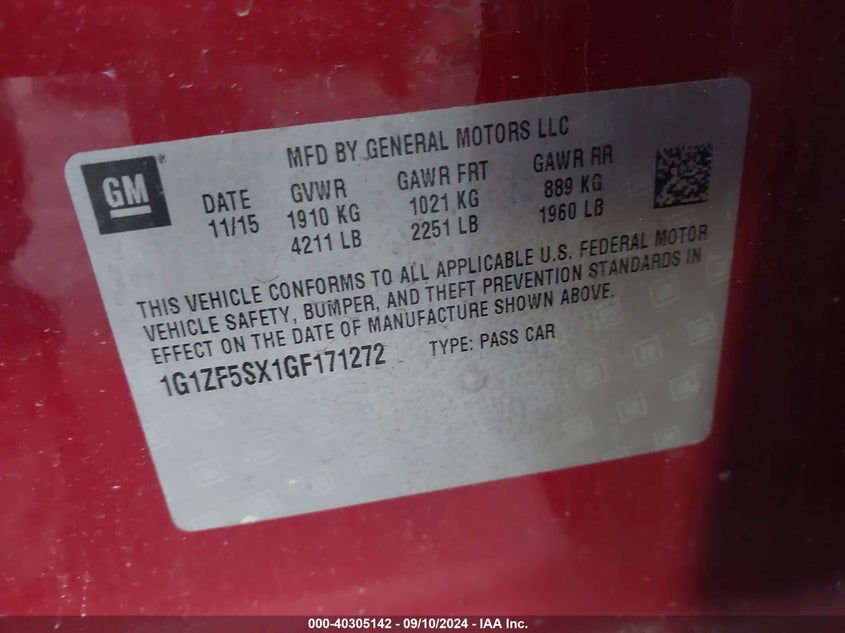 GM®
MFD BY GENERAL MOTORS LLC
DATE GVWR GAWR FRT GAWR RR
11/15 1910 KG 1021 KG 889 KG
4211 LB 2251 LB 1960 LB
THIS VEHICLE CONFORMS TO ALL APPLICABLE U.S. FEDERAL MOTOR
VEHICLE SAFETY, BUMPER, AND THEFT PREVENTION STANDARDS IN
EFFECT ON THE DATE OF MANUFACTURE SHOWN ABOVE.
1G1ZF5SX1GF171272 TYPE: PASS CAR
000-40305142 - 09/10/2024 - IAA Inc.